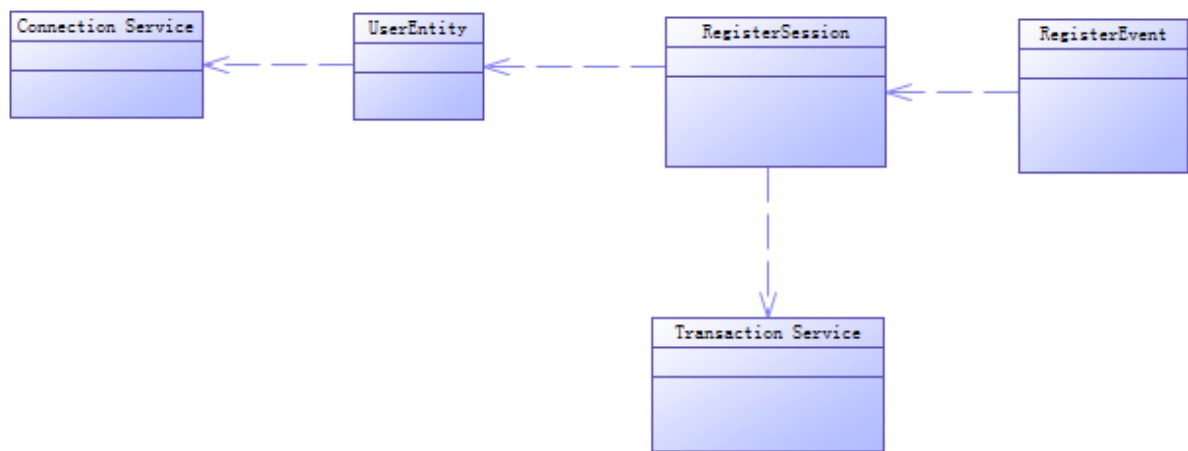 Connection Service
UserEntity
RegisterSession
RegisterEvent
Transaction Service